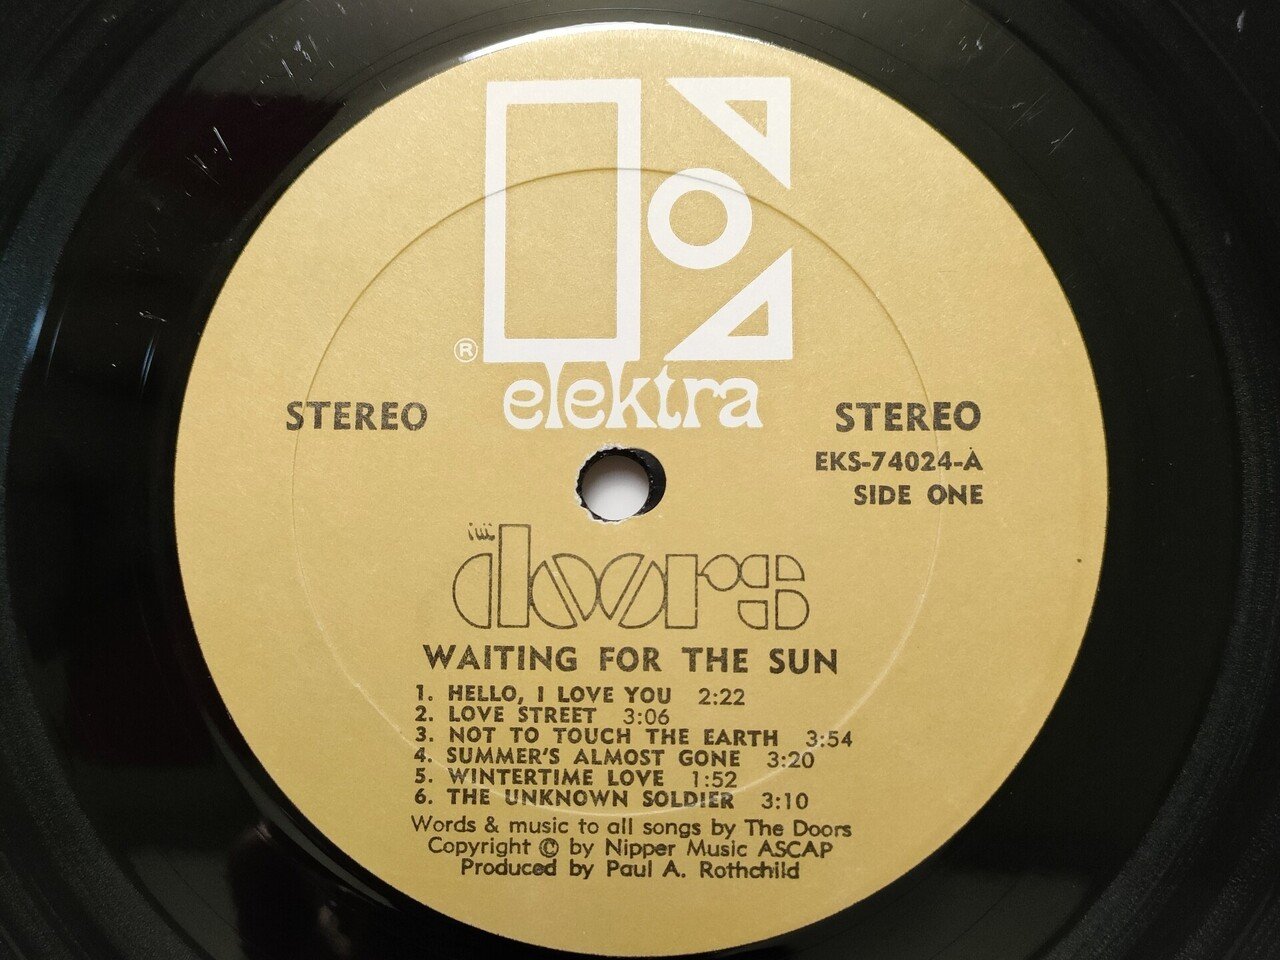 ®
elektra
STEREO STEREO
EKS-74024-A
SIDE ONE
THE
doors
WAITING FOR THE SUN
1. HELLO, I LOVE YOU 2:22
2. LOVE STREET 3:06
3. NOT TO TOUCH THE EARTH 3:54
4. SUMMER'S ALMOST GONE 3:20
5. WINTERTIME LOVE 1:52
6. THE UNKNOWN SOLDIER 3:10
Words & music to all songs by The Doors
Copyright © by Nipper Music ASCAP
Produced by Paul A. Rothchild